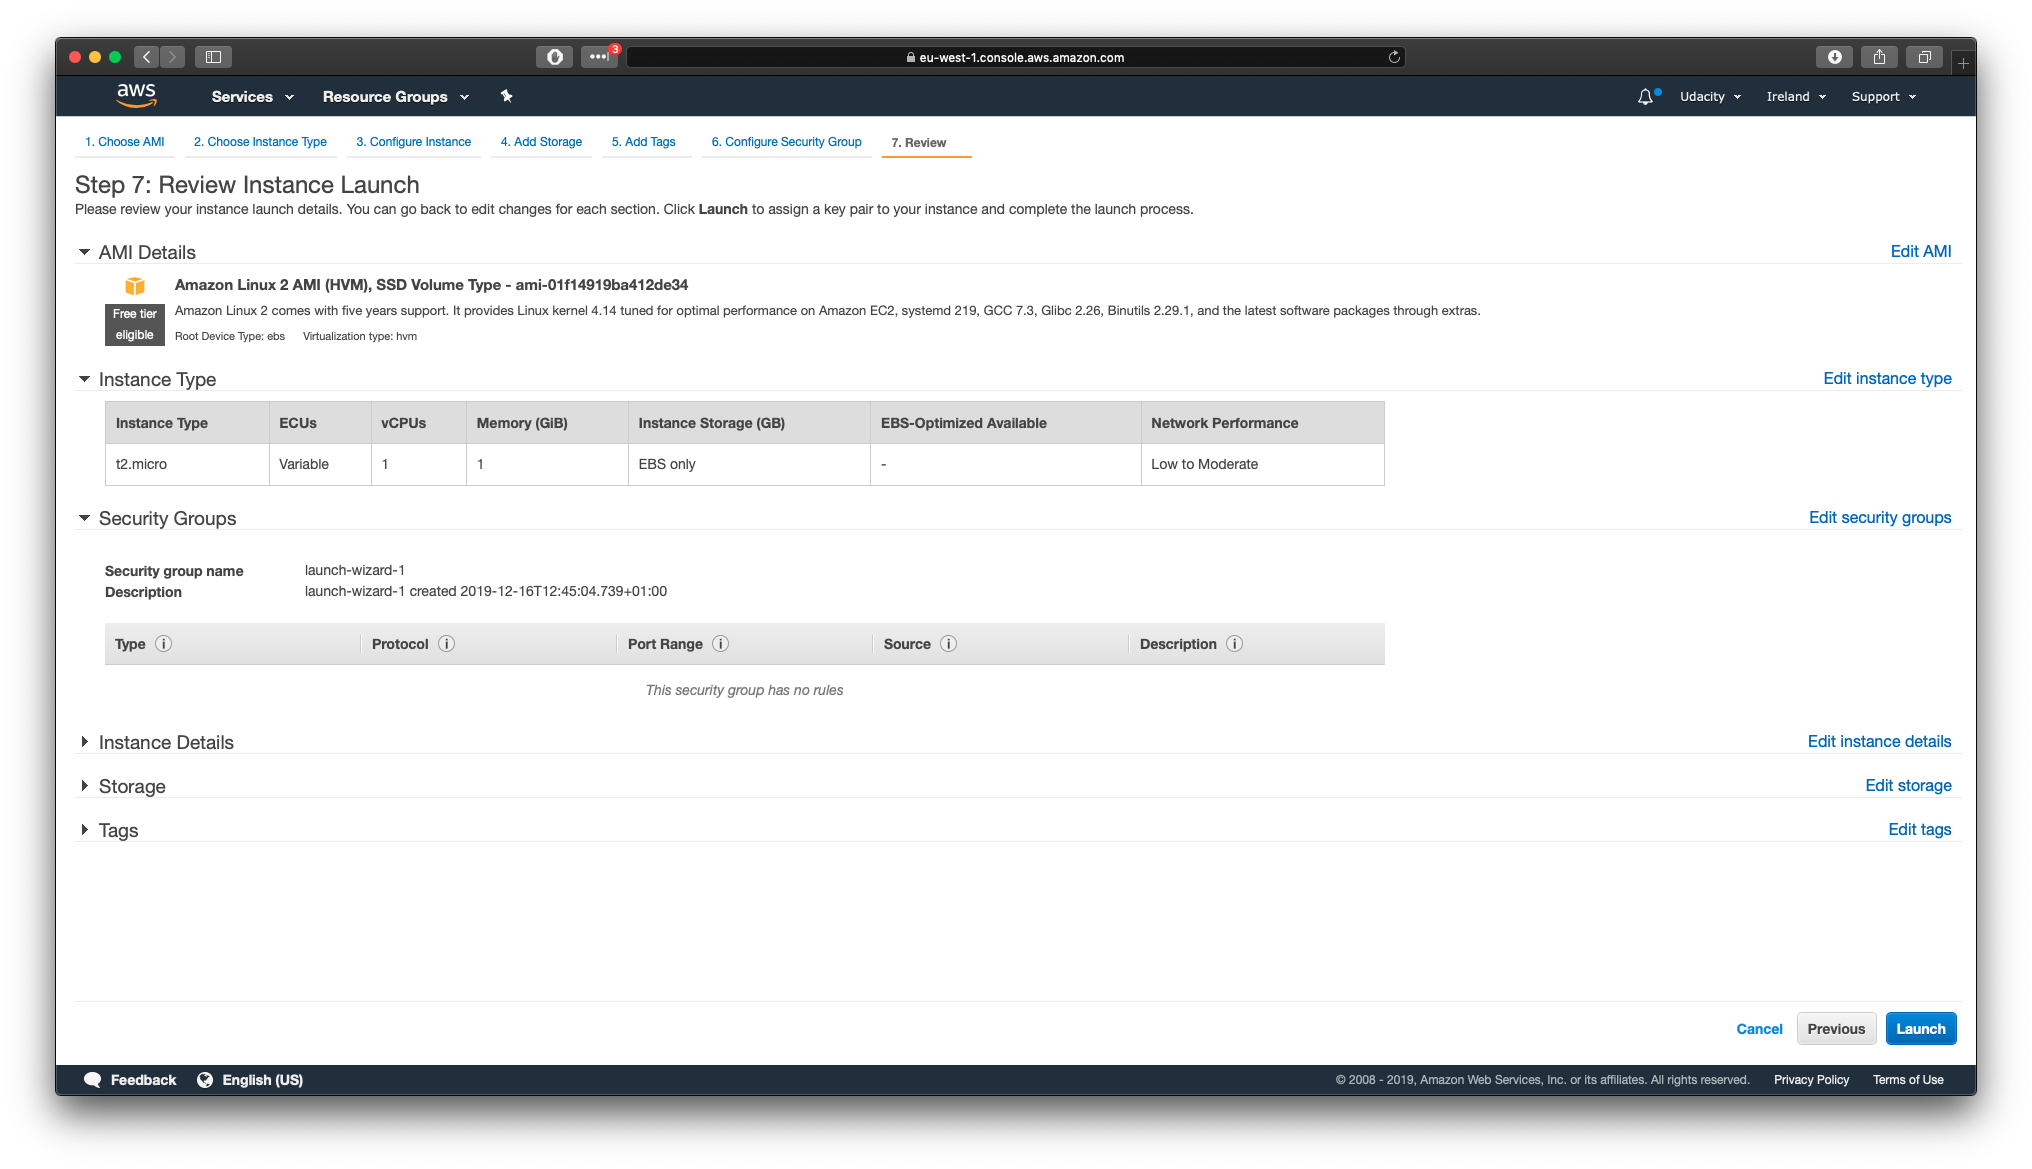 3
eu-west-1.console.aws.amazon.com
aws Services Resource Groups Udacity Ireland Support
1. Choose AMI 2. Choose Instance Type 3. Configure Instance 4. Add Storage 5. Add Tags 6. Configure Security Group 7. Review
Step 7: Review Instance Launch
Please review your instance launch details. You can go back to edit changes for each section. Click Launch to assign a key pair to your instance and complete the launch process.
AMI Details Edit AMI
Amazon Linux 2 AMI (HVM), SSD Volume Type - ami-01f14919ba412de34
Free tier
eligible
Amazon Linux 2 comes with five years support. It provides Linux kernel 4.14 tuned for optimal performance on Amazon EC2, systemd 219, GCC 7.3, Glibc 2.26, Binutils 2.29.1, and the latest software packages through extras.
Root Device Type: ebs Virtualization type: hvm
Instance Type Edit instance type
Instance Type ECUs vCPUs Memory (GiB) Instance Storage (GB) EBS-Optimized Available Network Performance
t2.micro Variable 1 1 EBS only - Low to Moderate
Security Groups Edit security groups
Security group name launch-wizard-1
Description launch-wizard-1 created 2019-12-16T12:45:04.739+01:00
Type i Protocol i Port Range i Source i Description i
This security group has no rules
Instance Details Edit instance details
Storage Edit storage
Tags Edit tags
Cancel Previous Launch
Feedback English (US) © 2008 - 2019, Amazon Web Services, Inc. or its affiliates. All rights reserved. Privacy Policy Terms of Use